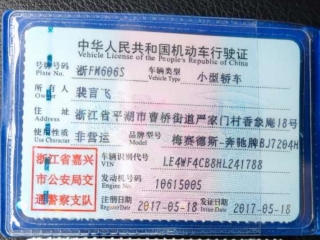 中华人民共和国机动车行驶证
Vehicle License of the People's Republic of China
号牌号码 浙FM606S 车辆类型 小型轿车
Plate No. Vehicle Type
所有人 裴言飞
Owner
住址 浙江省平湖市曹桥街道严家门村香象庵18号
Address
使用性质 非营运 品牌型号 梅赛德斯-奔驰牌BJ7204H
Use Character Model
浙江省嘉兴
市公安局交
通警察支队
车辆识别代号 LE4WF4CB8HL241788
VIN
发动机号码 10615005
Engine No.
注册日期 2017-05-18 发证日期 2017-05-18
Register Date Issue Date